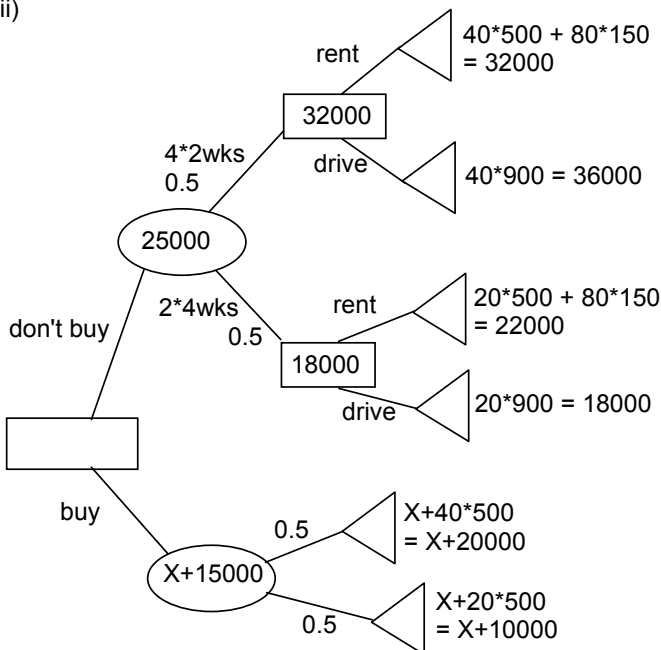 ii)
rent
40*500 + 80*150
= 32000
32000
4*2wks
0.5
drive
40*900 = 36000
25000
2*4wks
0.5
rent
20*500 + 80*150
= 22000
don't buy
18000
drive
20*900 = 18000
buy
0.5
X+40*500
= X+20000
X+15000
0.5
X+20*500
= X+10000